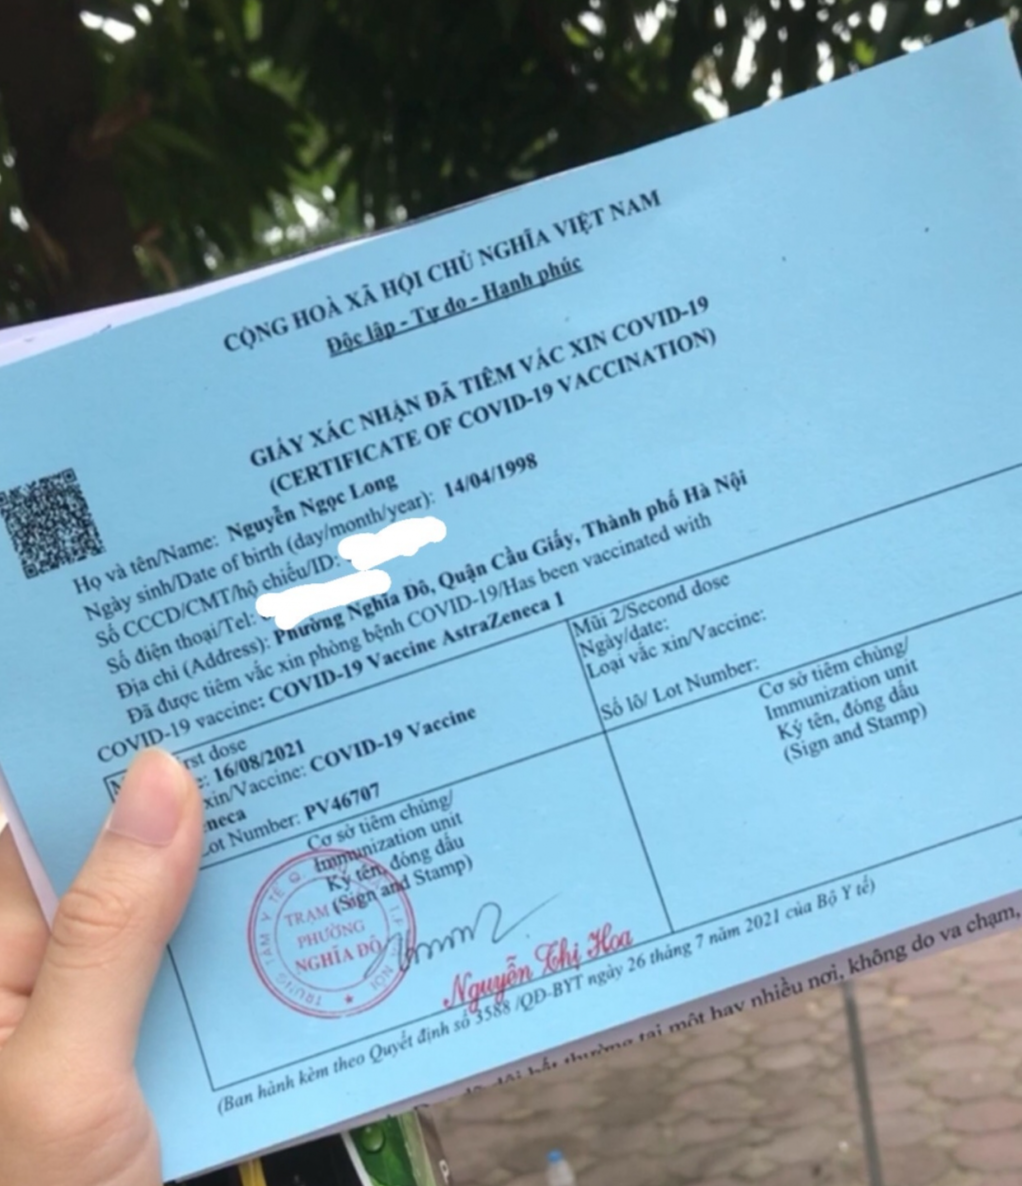 CỘNG HOÀ XÃ HỘI CHỦ NGHĨA VIỆT NAM
Độc lập - Tự do - Hạnh phúc
GIẤY XÁC NHẬN ĐÃ TIÊM VẮC XIN COVID-19
(CERTIFICATE OF COVID-19 VACCINATION)
Họ và tên/Name: Nguyễn Ngọc Long
Ngày sinh/Date of birth (day/month/year): 14/04/1998
Số CCCD/CMT/hộ chiếu/ID:
Số điện thoại/Tel:
Địa chỉ (Address): Phường Nghĩa Đô, Quận Cầu Giấy, Thành phố Hà Nội
Đã được tiêm vắc xin phòng bệnh COVID-19/Has been vaccinated with
COVID-19 vaccine: COVID-19 Vaccine AstraZeneca 1
rst dose
: 16/08/2021
xin/Vaccine: COVID-19 Vaccine
neca
Lot Number: PV46707
Cơ sở tiêm chủng/
Immunization unit
Ký tên, đóng dấu
(Sign and Stamp)
Mũi 2/Second dose
Ngày/date:
Loại vắc xin/Vaccine:
Số lô/ Lot Number:
Cơ sở tiêm chủng/
Immunization unit
Ký tên, đóng dấu
(Sign and Stamp)
TRUNG TÂM Y TẾ Q.
TRẠM
PHƯỜNG
NGHĨA ĐÔ
Nguyễn Thị Hoa
(Ban hành kèm theo Quyết định số 3588 /QĐ-BYT ngày 26 tháng 7 năm 2021 của Bộ Y tế)
tại một hay nhiều nơi, không do va chạm,